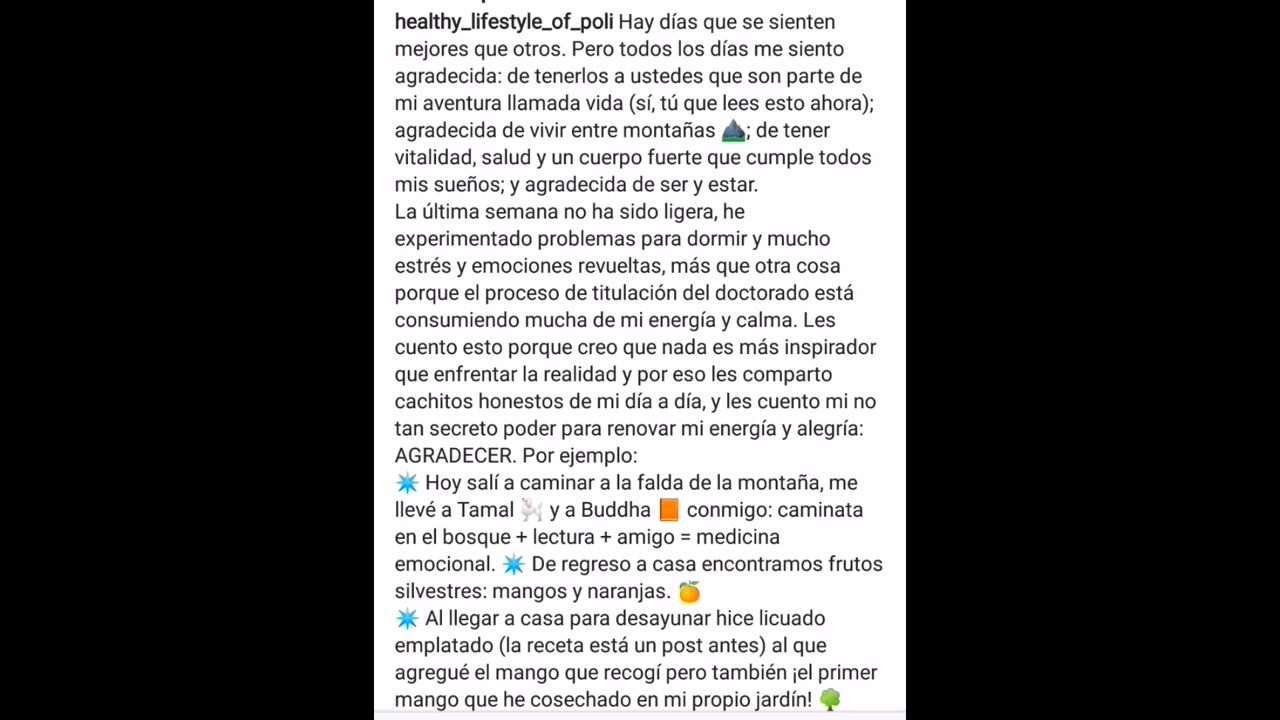 healthy_lifestyle_of_poli Hay días que se sienten
mejores que otros. Pero todos los días me siento
agradecida: de tenerlos a ustedes que son parte de
mi aventura llamada vida (sí, tú que lees esto ahora);
agradecida de vivir entre montañas ⛰️; de tener
vitalidad, salud y un cuerpo fuerte que cumple todos
mis sueños; y agradecida de ser y estar.
La última semana no ha sido ligera, he
experimentado problemas para dormir y mucho
estrés y emociones revueltas, más que otra cosa
porque el proceso de titulación del doctorado está
consumiendo mucha de mi energía y calma. Les
cuento esto porque creo que nada es más inspirador
que enfrentar la realidad y por eso les comparto
cachitos honestos de mi día a día, y les cuento mi no
tan secreto poder para renovar mi energía y alegría:
AGRADECER. Por ejemplo:
✴️ Hoy salí a caminar a la falda de la montaña, me
llevé a Tamal 🐩 y a Buddha 📙 conmigo: caminata
en el bosque + lectura + amigo = medicina
emocional. ✴️ De regreso a casa encontramos frutos
silvestres: mangos y naranjas. 🍊
✴️ Al llegar a casa para desayunar hice licuado
emplatado (la receta está un post antes) al que
agregué el mango que recogí pero también ¡el primer
mango que he cosechado en mi propio jardín! 🌳